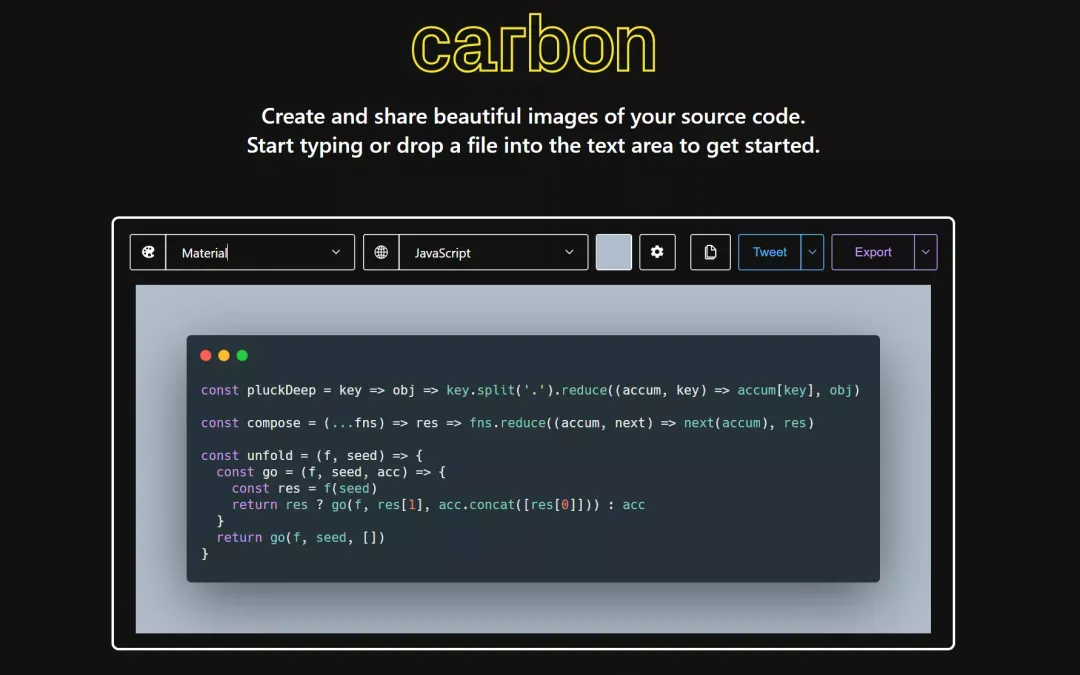 carbon
Create and share beautiful images of your source code.
Start typing or drop a file into the text area to get started.
Material JavaScript Tweet Export
const pluckDeep = key => obj => key.split('.').reduce((accum, key) => accum[key], obj)
const compose = (...fns) => res => fns.reduce((accum, next) => next(accum), res)
const unfold = (f, seed) => {
  const go = (f, seed, acc) => {
    const res = f(seed)
    return res ? go(f, res[1], acc.concat([res[0]])) : acc
  }
  return go(f, seed, [])
}